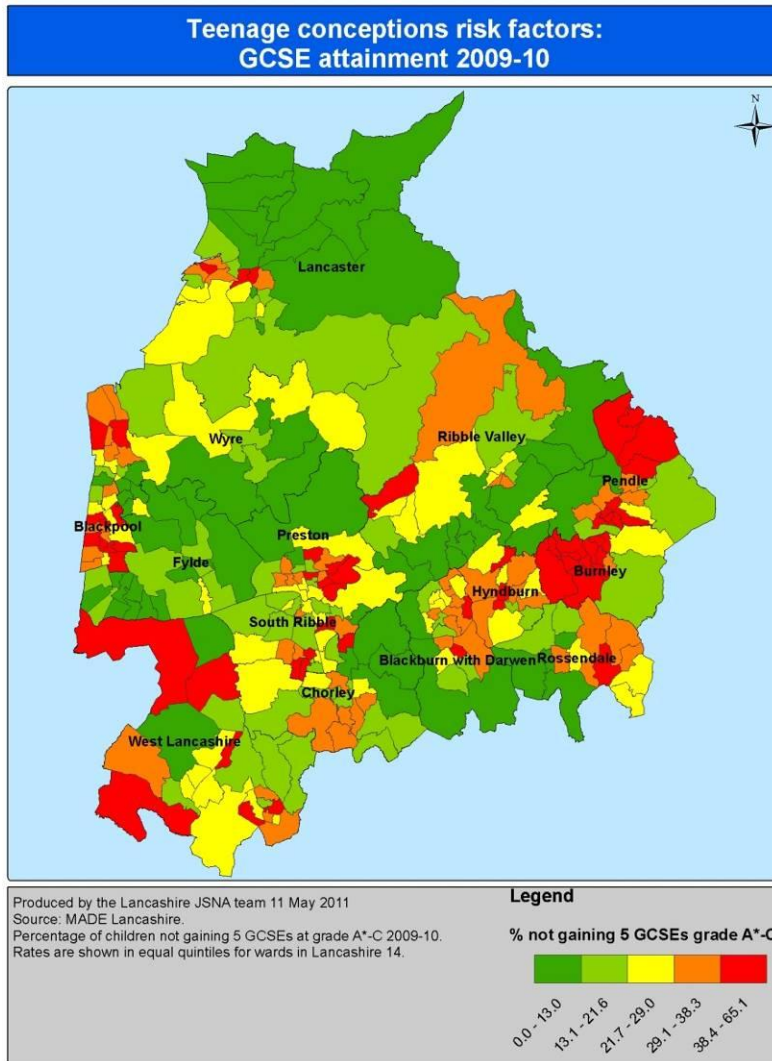 Teenage conceptions risk factors:
GCSE attainment 2009-10
N
Lancaster
Wyre
Ribble Valley
Pendle
Blackpool
Preston
Fylde
Burnley
Hyndburn
South Ribble
Blackburn with Darwen
Rossendale
Chorley
West Lancashire
Produced by the Lancashire JSNA team 11 May 2011
Source: MADE Lancashire.
Percentage of children not gaining 5 GCSEs at grade A*-C 2009-10.
Rates are shown in equal quintiles for wards in Lancashire 14.
Legend
% not gaining 5 GCSEs grade A*-C
0.0 - 13.0
13.1 - 21.6
21.7 - 29.0
29.1 - 38.3
38.4 - 65.1